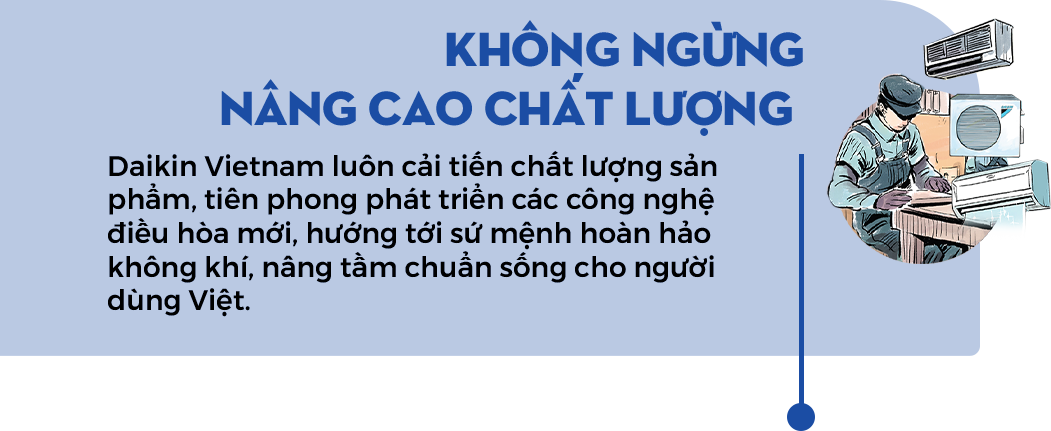 KHÔNG NGỪNG
NÂNG CAO CHẤT LƯỢNG
Daikin Vietnam luôn cải tiến chất lượng sản
phẩm, tiên phong phát triển các công nghệ
điều hòa mới, hướng tới sứ mệnh hoàn hảo
không khí, nâng tầm chuẩn sống cho người
dùng Việt.